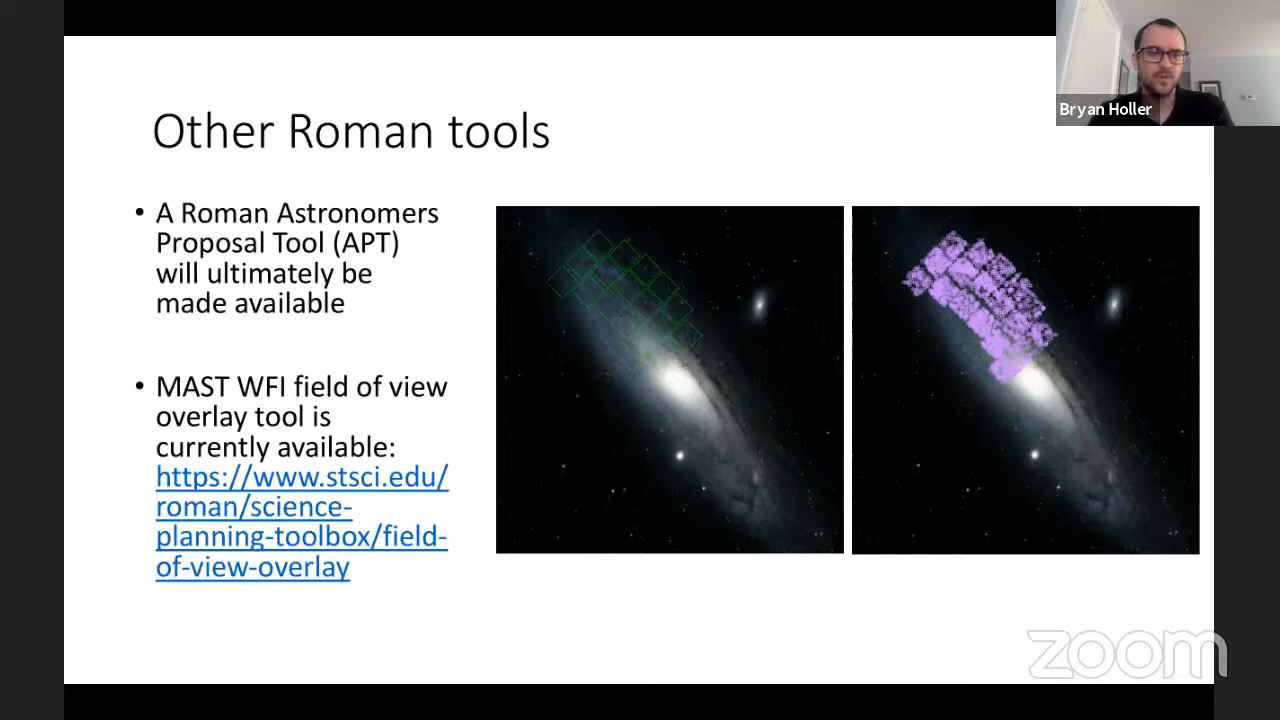 Bryan Holler
Other Roman tools
• A Roman Astronomers
Proposal Tool (APT)
will ultimately be
made available
• MAST WFI field of view
overlay tool is
currently available:
https://www.stsci.edu/
roman/science-
planning-toolbox/field-
of-view-overlay
zoom